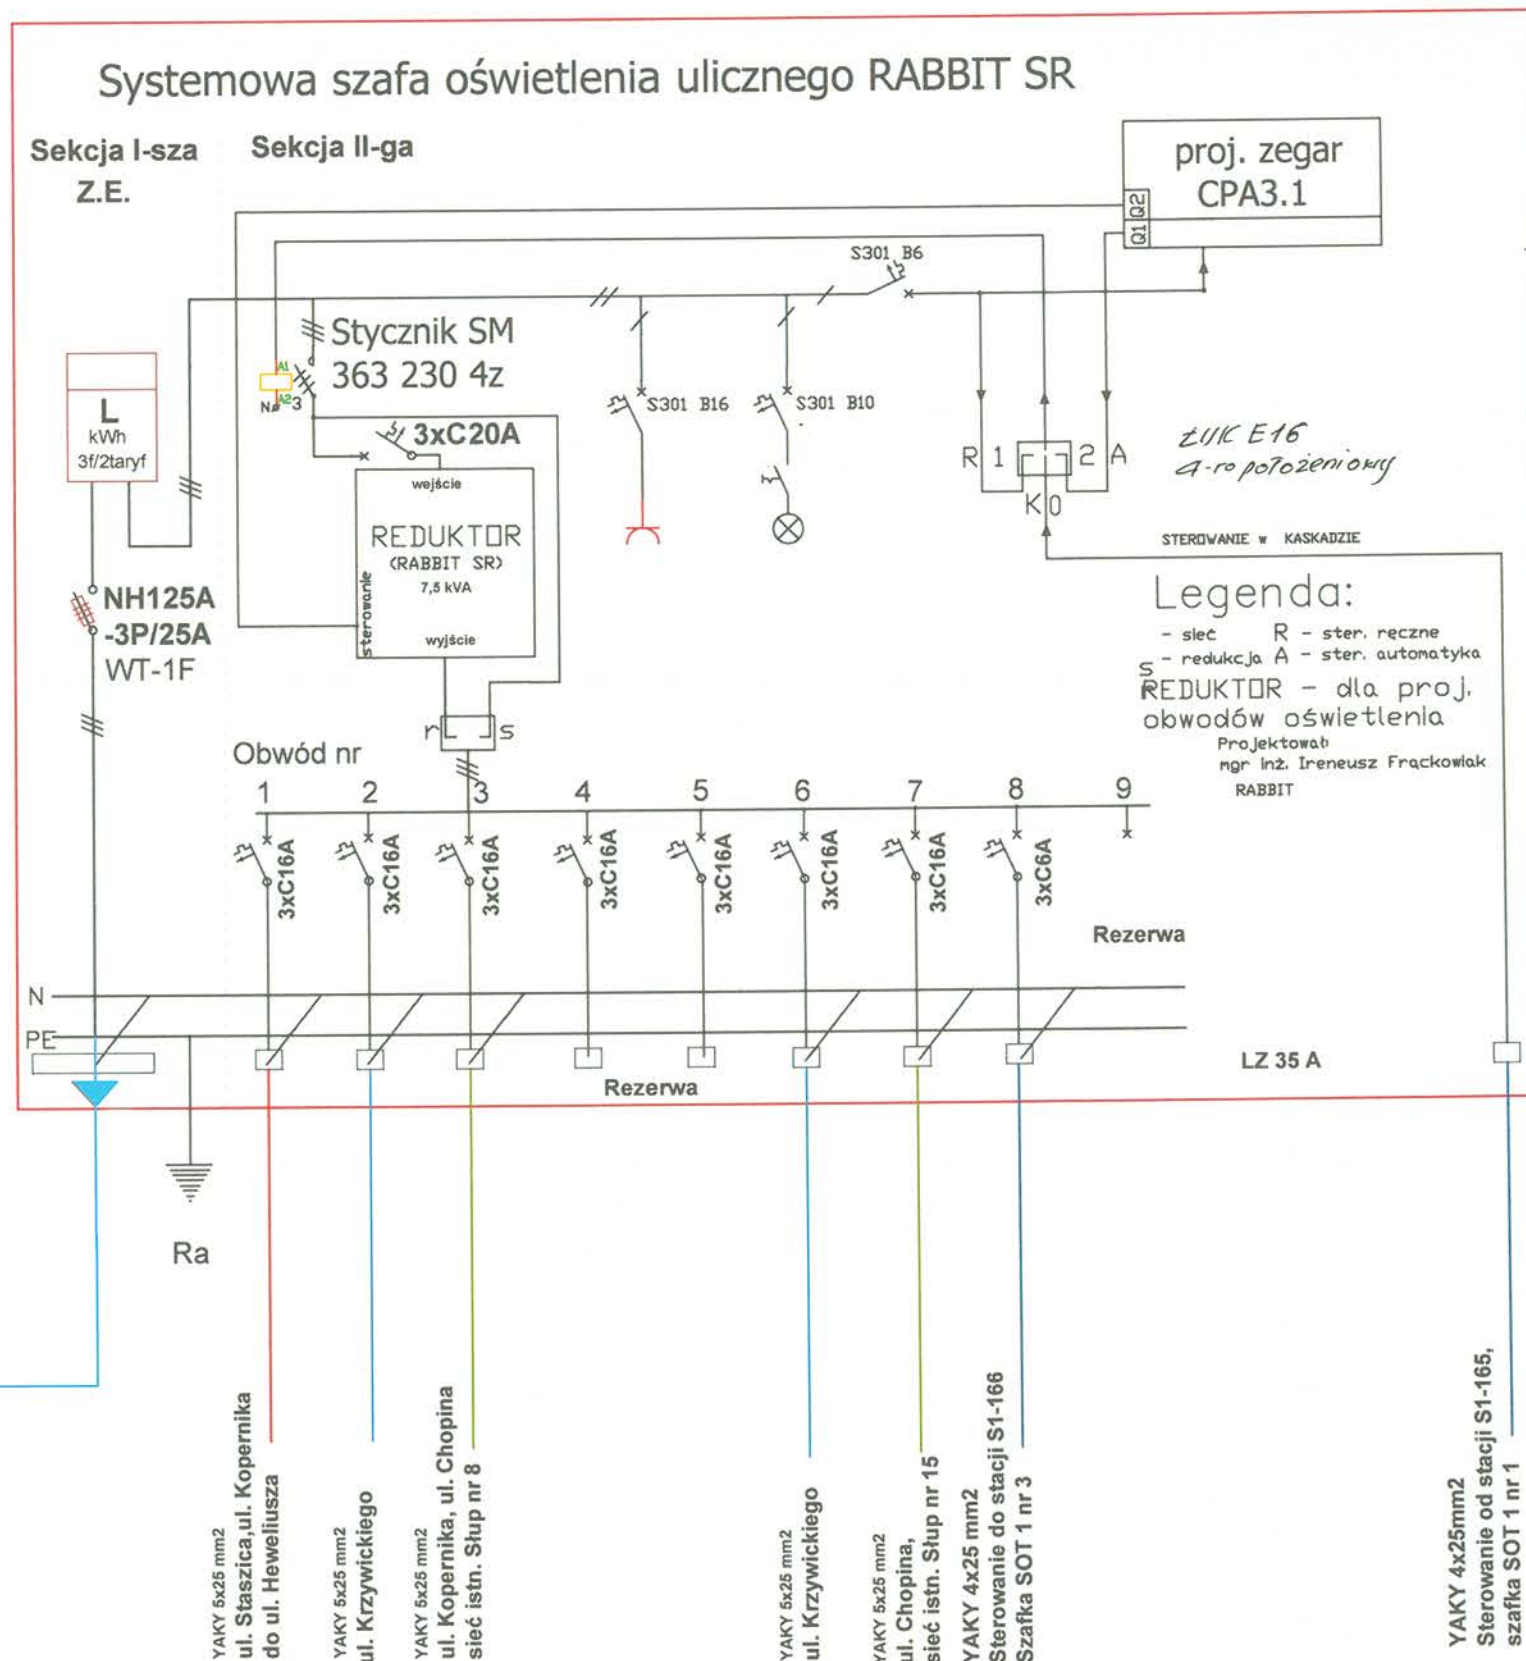 Systemowa szafa oświetlenia ulicznego RABBIT SR
Sekcja I-sza
Z.E.
Sekcja II-ga
proj. zegar
CPA3.1
Q2
Q1
S301 B6
Stycznik SM
363 230 4z
A1
A2
N
3
L
kWh
3f/2taryf
3xC20A
S301 B16
S301 B10
R 1
2 A
K 0
ŁUK E16
4-ro położeniowy
wejście
REDUKTOR
(RABBIT SR)
7,5 kVA
sterowanie
wyjście
STEROWANIE w KASKADZIE
NH125A
-3P/25A
WT-1F
Legenda:
- sieć R - ster. ręczne
s - redukcja A - ster. automatyka
REDUKTOR - dla proj.
obwodów oświetlenia
Projektował:
mgr inż. Ireneusz Frąckowiak
RABBIT
r
s
Obwód nr
1 2 3 4 5 6 7 8 9
3xC16A
3xC16A
3xC16A
3xC16A
3xC16A
3xC16A
3xC16A
3xC6A
Rezerwa
N
PE
Rezerwa
LZ 35 A
Ra
YAKY 5x25 mm2
ul. Staszica,ul. Kopernika
do ul. Heweliusza
YAKY 5x25 mm2
ul. Krzywickiego
YAKY 5x25 mm2
ul. Kopernika, ul. Chopina
sieć istn. Słup nr 8
YAKY 5x25 mm2
ul. Krzywickiego
YAKY 5x25 mm2
ul. Chopina,
sieć istn. Słup nr 15
YAKY 4x25 mm2
Sterowanie do stacji S1-166
Szafka SOT 1 nr 3
YAKY 4x25mm2
Sterowanie od stacji S1-165,
szafka SOT 1 nr 1